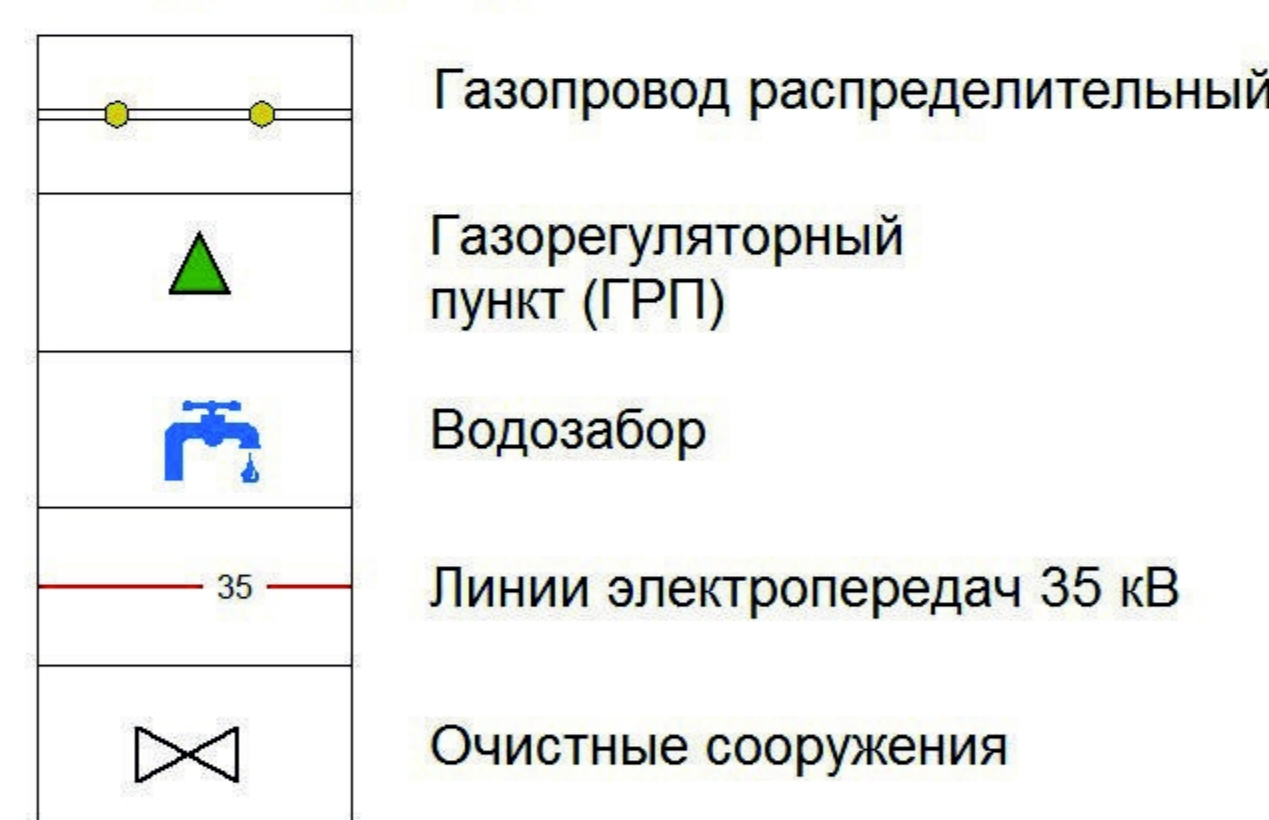 Газопровод распределительный
Газорегуляторный
пункт (ГРП)
Водозабор
35
Линии электропередач 35 кВ
Очистные сооружения